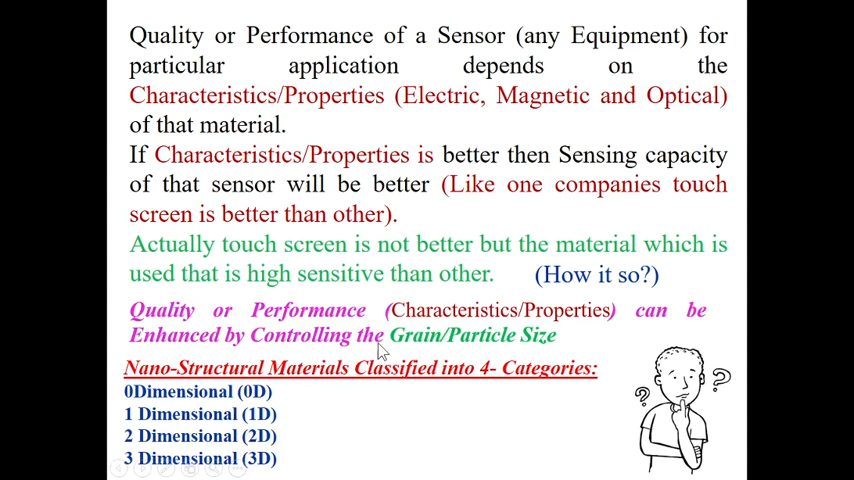 Quality or Performance of a Sensor (any Equipment) for
particular application depends on the
Characteristics/Properties (Electric, Magnetic and Optical)
of that material.
If Characteristics/Properties is better then Sensing capacity
of that sensor will be better (Like one companies touch
screen is better than other).
Actually touch screen is not better but the material which is
used that is high sensitive than other. (How it so?)
Quality or Performance (Characteristics/Properties) can be
Enhanced by Controlling the Grain/Particle Size
Nano-Structural Materials Classified into 4- Categories:
0Dimensional (0D)
1 Dimensional (1D)
2 Dimensional (2D)
3 Dimensional (3D)
? ?